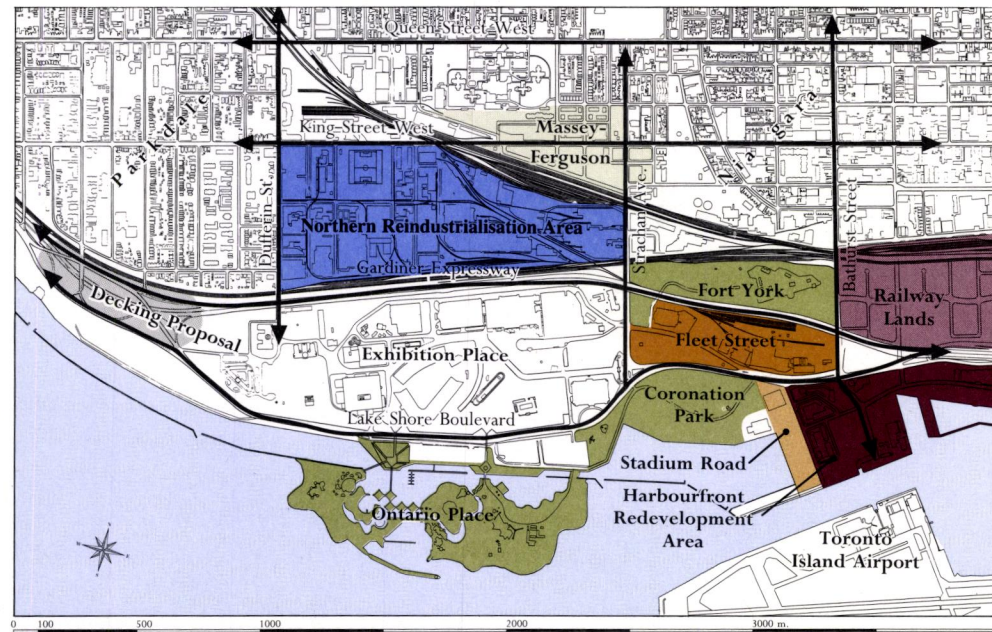 Queen Street West
Parkdale
King Street West
Massey-
Ferguson
Niagara
Dufferin St.
Strachan Ave.
Bathurst Street
Northern Reindustrialisation Area
Gardiner Expressway
Fort York
Railway
Lands
Decking Proposal
Exhibition Place
Fleet Street
Coronation
Park
Lake Shore Boulevard
Stadium Road
Harbourfront
Redevelopment
Area
Ontario Place
Toronto
Island Airport
0 100 500 1000 2000 3000 m.